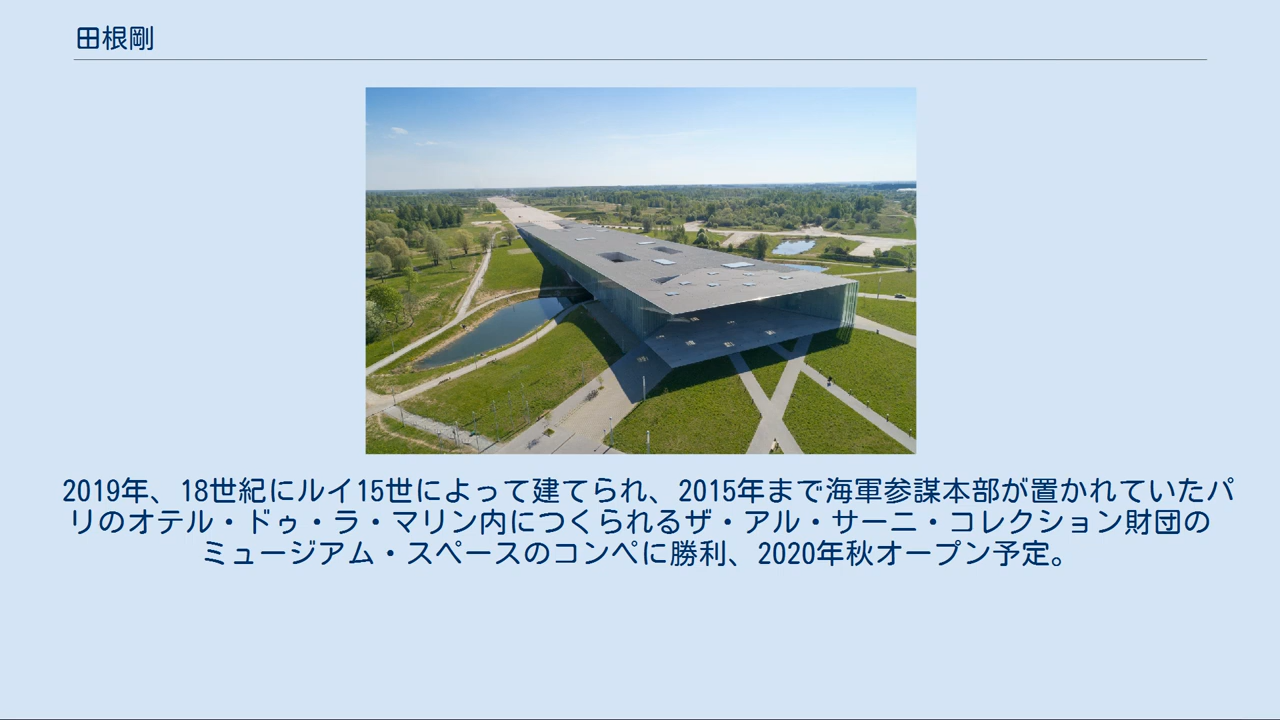 田根剛
2019年、18世紀にルイ15世によって建てられ、2015年まで海軍参謀本部が置かれていたパ
リのオテル・ドゥ・ラ・マリン内につくられるザ・アル・サーニ・コレクション財団の
ミュージアム・スペースのコンペに勝利、2020年秋オープン予定。